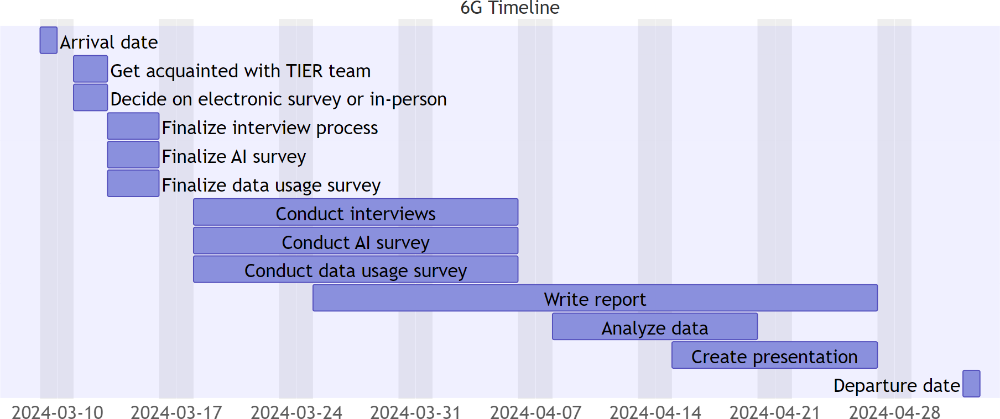 6G Timeline
Arrival date
Get acquainted with TIER team
Decide on electronic survey or in-person
Finalize interview process
Finalize AI survey
Finalize data usage survey
Conduct interviews
Conduct AI survey
Conduct data usage survey
Write report
Analyze data
Create presentation
Departure date
2024-03-10 2024-03-17 2024-03-24 2024-03-31 2024-04-07 2024-04-14 2024-04-21 2024-04-28